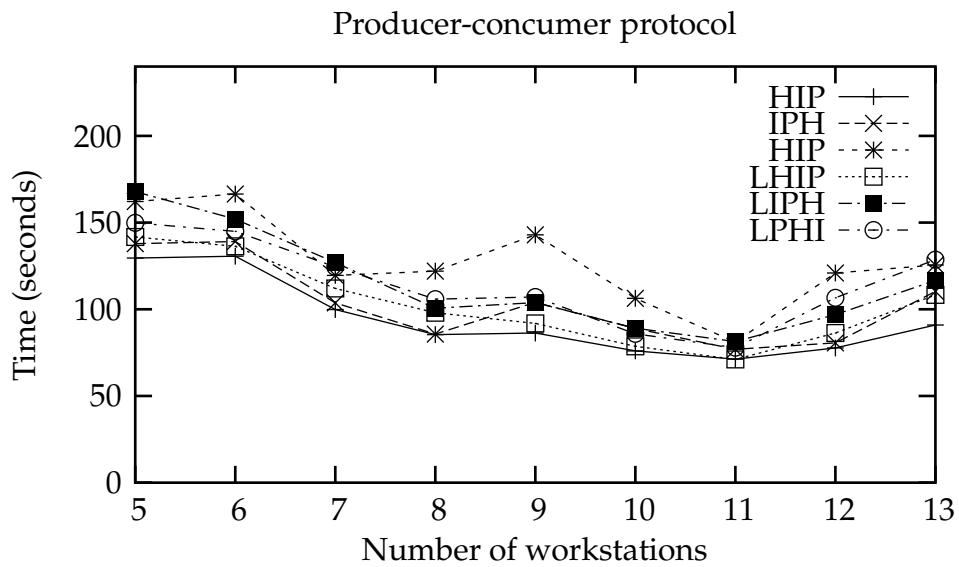 Producer-concumer protocol
HIP
IPH
HIP
LHIP
LIPH
LPHI
200
150
100
50
0
Time (seconds)
5 6 7 8 9 10 11 12 13
Number of workstations